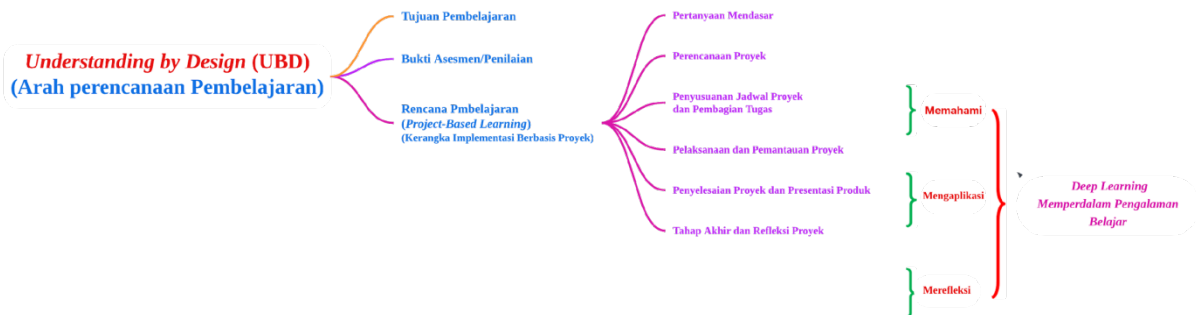 Understanding by Design (UBD)
(Arah perencanaan Pembelajaran)
Tujuan Pembelajaran
Bukti Asesmen/Penilaian
Rencana Pmbelajaran
(Project-Based Learning)
(Kerangka Implementasi Berbasis Proyek)
Pertanyaan Mendasar
Perencanaan Proyek
Penyusuanan Jadwal Proyek
dan Pembagian Tugas
Pelaksanaan dan Pemantauan Proyek
Penyelesaian Proyek dan Presentasi Produk
Tahap Akhir dan Refleksi Proyek
Memahami
Mengaplikasi
Merefleksi
Deep Learning
Memperdalam Pengalaman
Belajar